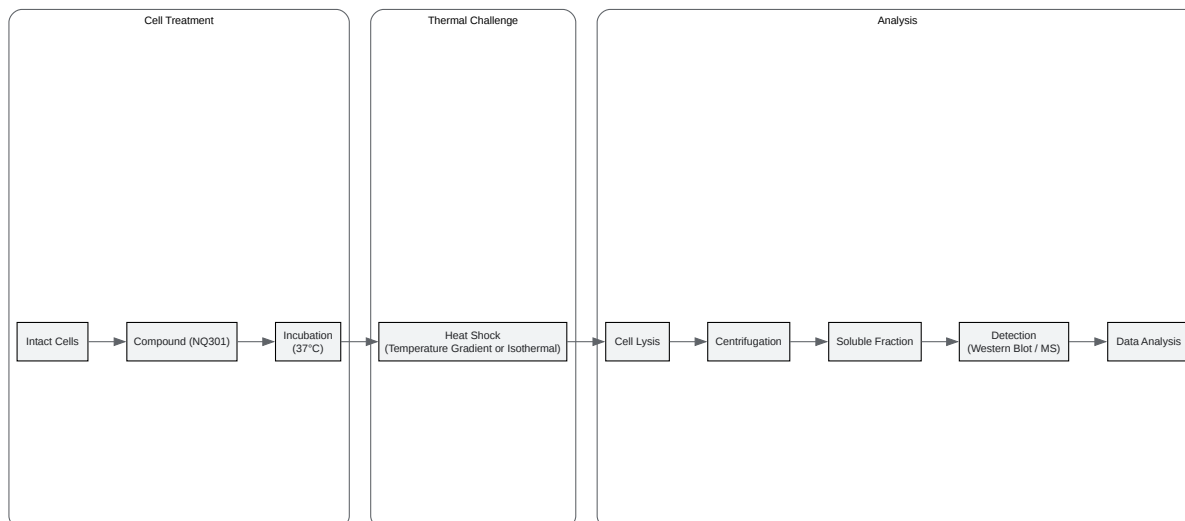 Cell Treatment
Thermal Challenge
Analysis
Intact Cells
Compound (NQ301)
Incubation
(37°C)
Heat Shock
(Temperature Gradient or Isothermal)
Cell Lysis
Centrifugation
Soluble Fraction
Detection
(Western Blot / MS)
Data Analysis